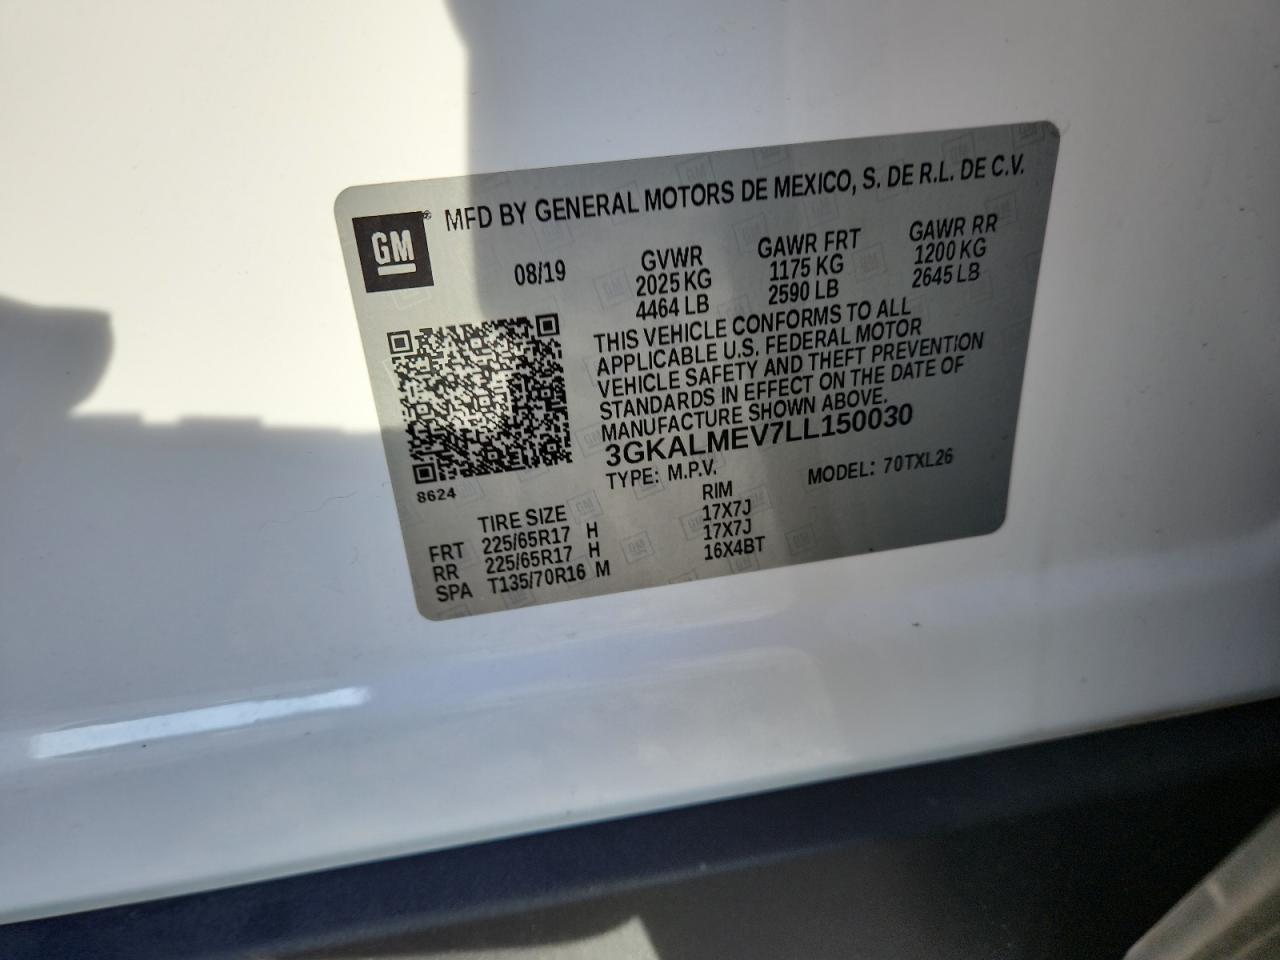 GM® MFD BY GENERAL MOTORS DE MEXICO, S. DE R.L. DE C.V.
08/19
GVWR GAWR FRT GAWR RR
2025 KG 1175 KG 1200 KG
4464 LB 2590 LB 2645 LB
THIS VEHICLE CONFORMS TO ALL
APPLICABLE U.S. FEDERAL MOTOR
VEHICLE SAFETY AND THEFT PREVENTION
STANDARDS IN EFFECT ON THE DATE OF
MANUFACTURE SHOWN ABOVE.
3GKALMEV7LL150030
TYPE: M.P.V. MODEL: 70TXL26
8624
TIRE SIZE RIM
FRT 225/65R17 H 17X7J
RR 225/65R17 H 17X7J
SPA T135/70R16 M 16X4BT